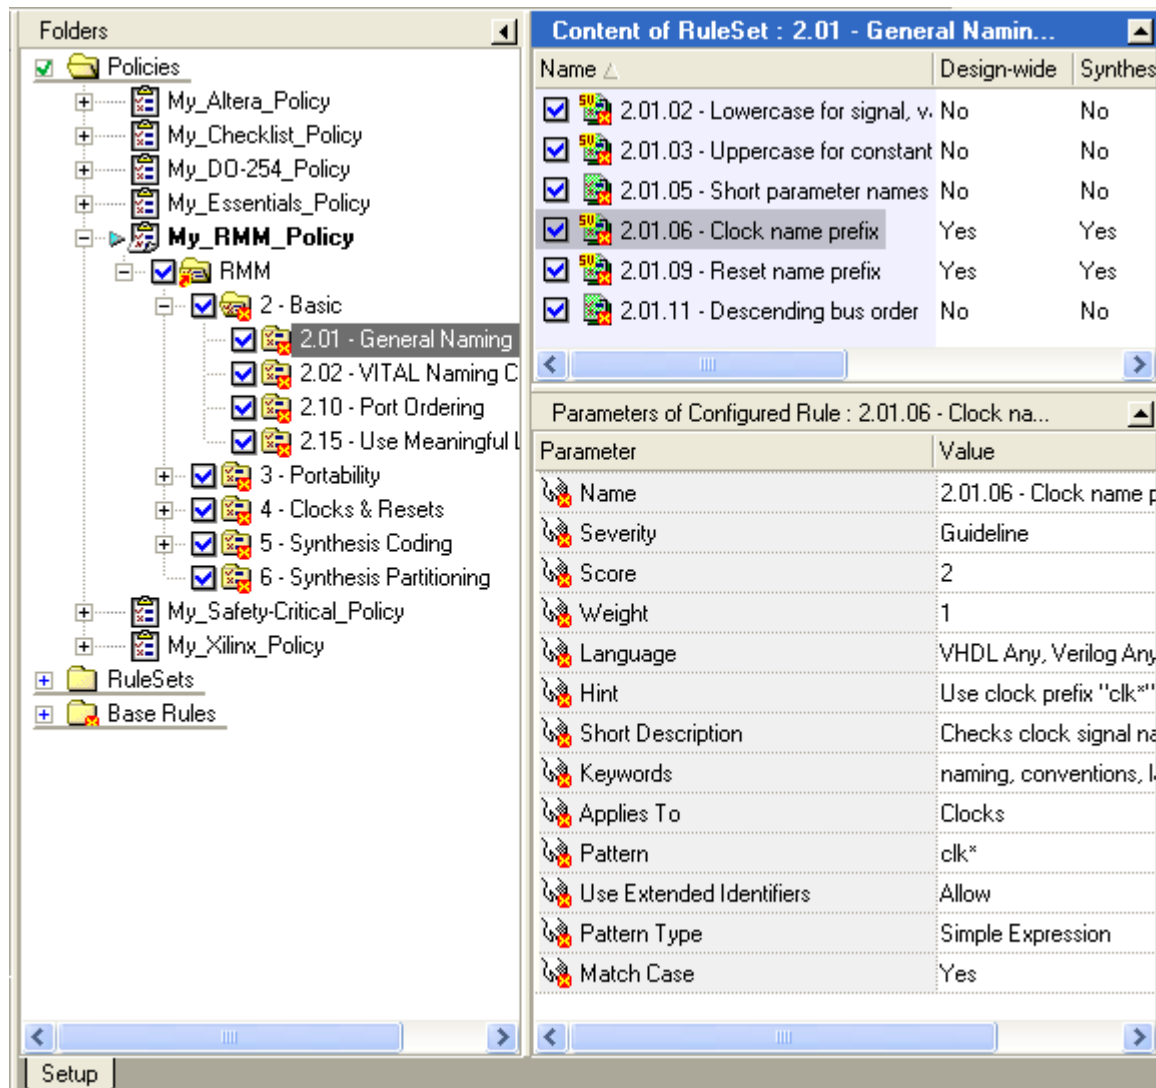 Folders
Policies
My_Altera_Policy
My_Checklist_Policy
My_DO-254_Policy
My_Essentials_Policy
My_RMM_Policy
RMM
2 - Basic
2.01 - General Naming
2.02 - VITAL Naming C
2.10 - Port Ordering
2.15 - Use Meaningful L
3 - Portability
4 - Clocks & Resets
5 - Synthesis Coding
6 - Synthesis Partitioning
My_Safety-Critical_Policy
My_Xilinx_Policy
RuleSets
Base Rules
Setup
Content of RuleSet : 2.01 - General Namin...
Name Design-wide Synthes
SV 2.01.02 - Lowercase for signal, v. No No
SV 2.01.03 - Uppercase for constant No No
2.01.05 - Short parameter names No No
SV 2.01.06 - Clock name prefix Yes Yes
SV 2.01.09 - Reset name prefix Yes Yes
2.01.11 - Descending bus order No No
Parameters of Configured Rule : 2.01.06 - Clock na...
Parameter Value
Name 2.01.06 - Clock name p
Severity Guideline
Score 2
Weight 1
Language VHDL Any, Verilog Any
Hint Use clock prefix "clk*"
Short Description Checks clock signal na
Keywords naming, conventions, l
Applies To Clocks
Pattern clk*
Use Extended Identifiers Allow
Pattern Type Simple Expression
Match Case Yes